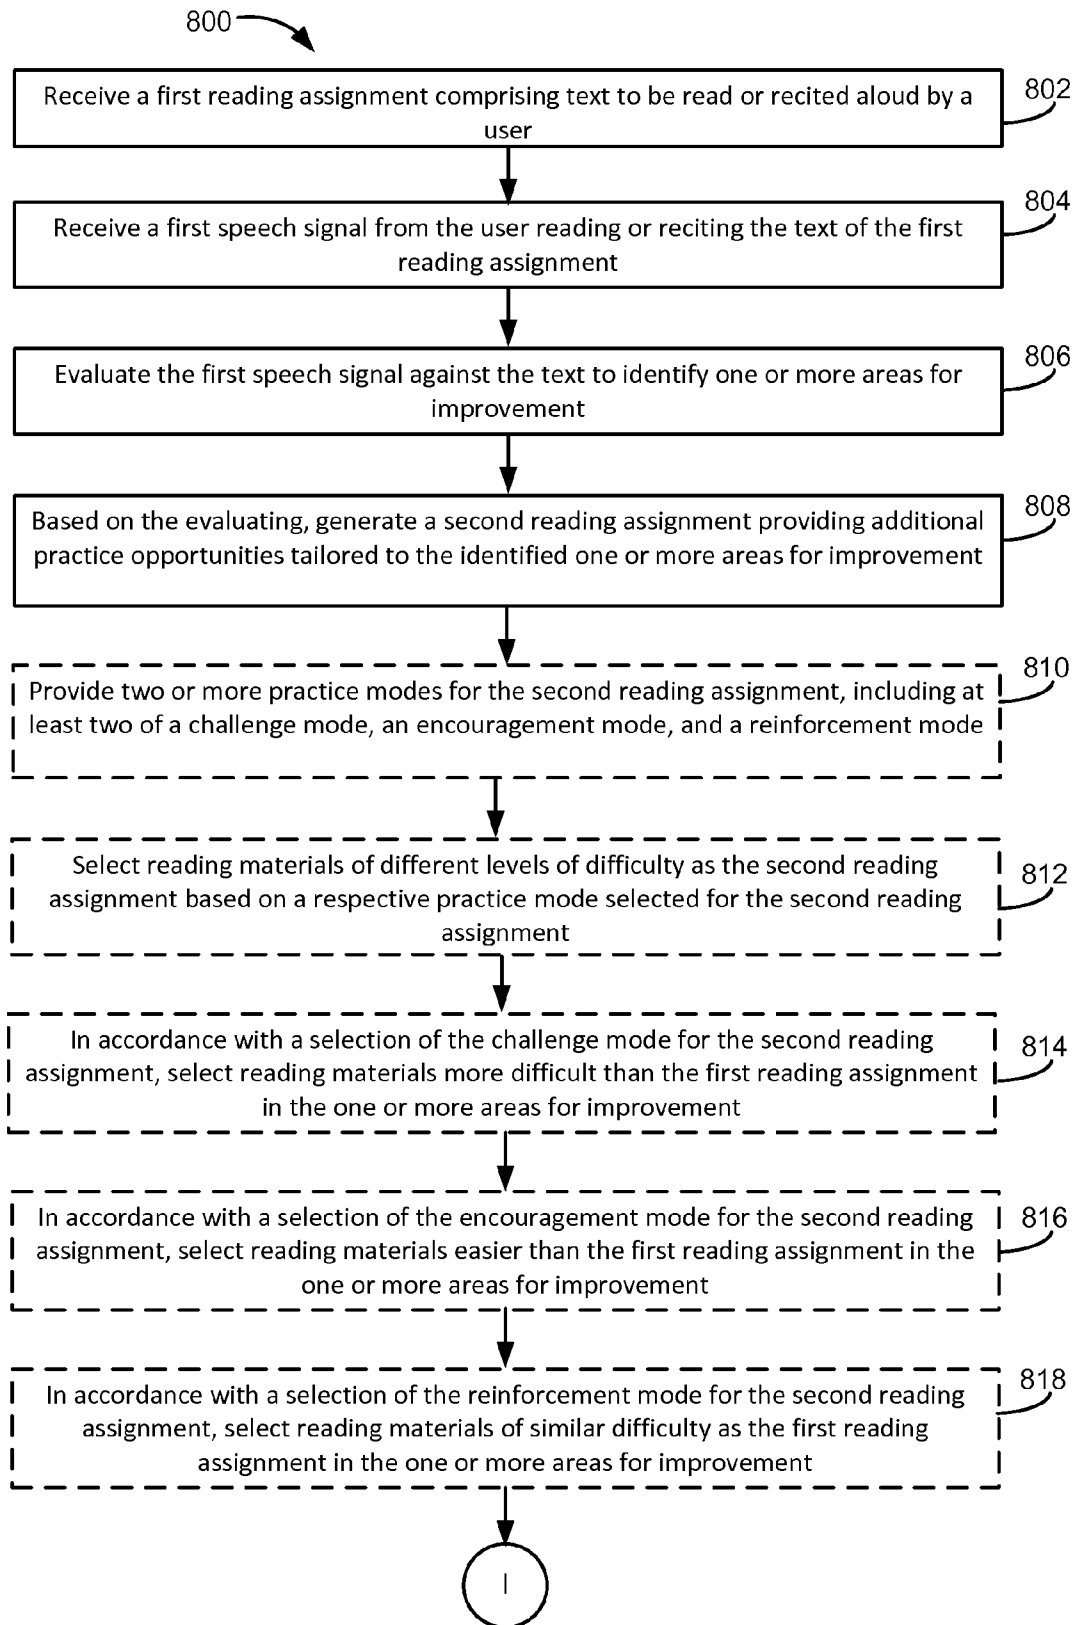 800
Receive a first reading assignment comprising text to be read or recited aloud by a
user
802
Receive a first speech signal from the user reading or reciting the text of the first
reading assignment
804
Evaluate the first speech signal against the text to identify one or more areas for
improvement
806
Based on the evaluating, generate a second reading assignment providing additional
practice opportunities tailored to the identified one or more areas for improvement
808
Provide two or more practice modes for the second reading assignment, including at
least two of a challenge mode, an encouragement mode, and a reinforcement mode
810
Select reading materials of different levels of difficulty as the second reading
assignment based on a respective practice mode selected for the second reading
assignment
812
In accordance with a selection of the challenge mode for the second reading
assignment, select reading materials more difficult than the first reading assignment
in the one or more areas for improvement
814
In accordance with a selection of the encouragement mode for the second reading
assignment, select reading materials easier than the first reading assignment in the
one or more areas for improvement
816
In accordance with a selection of the reinforcement mode for the second reading
assignment, select reading materials of similar difficulty as the first reading
assignment in the one or more areas for improvement
818
I